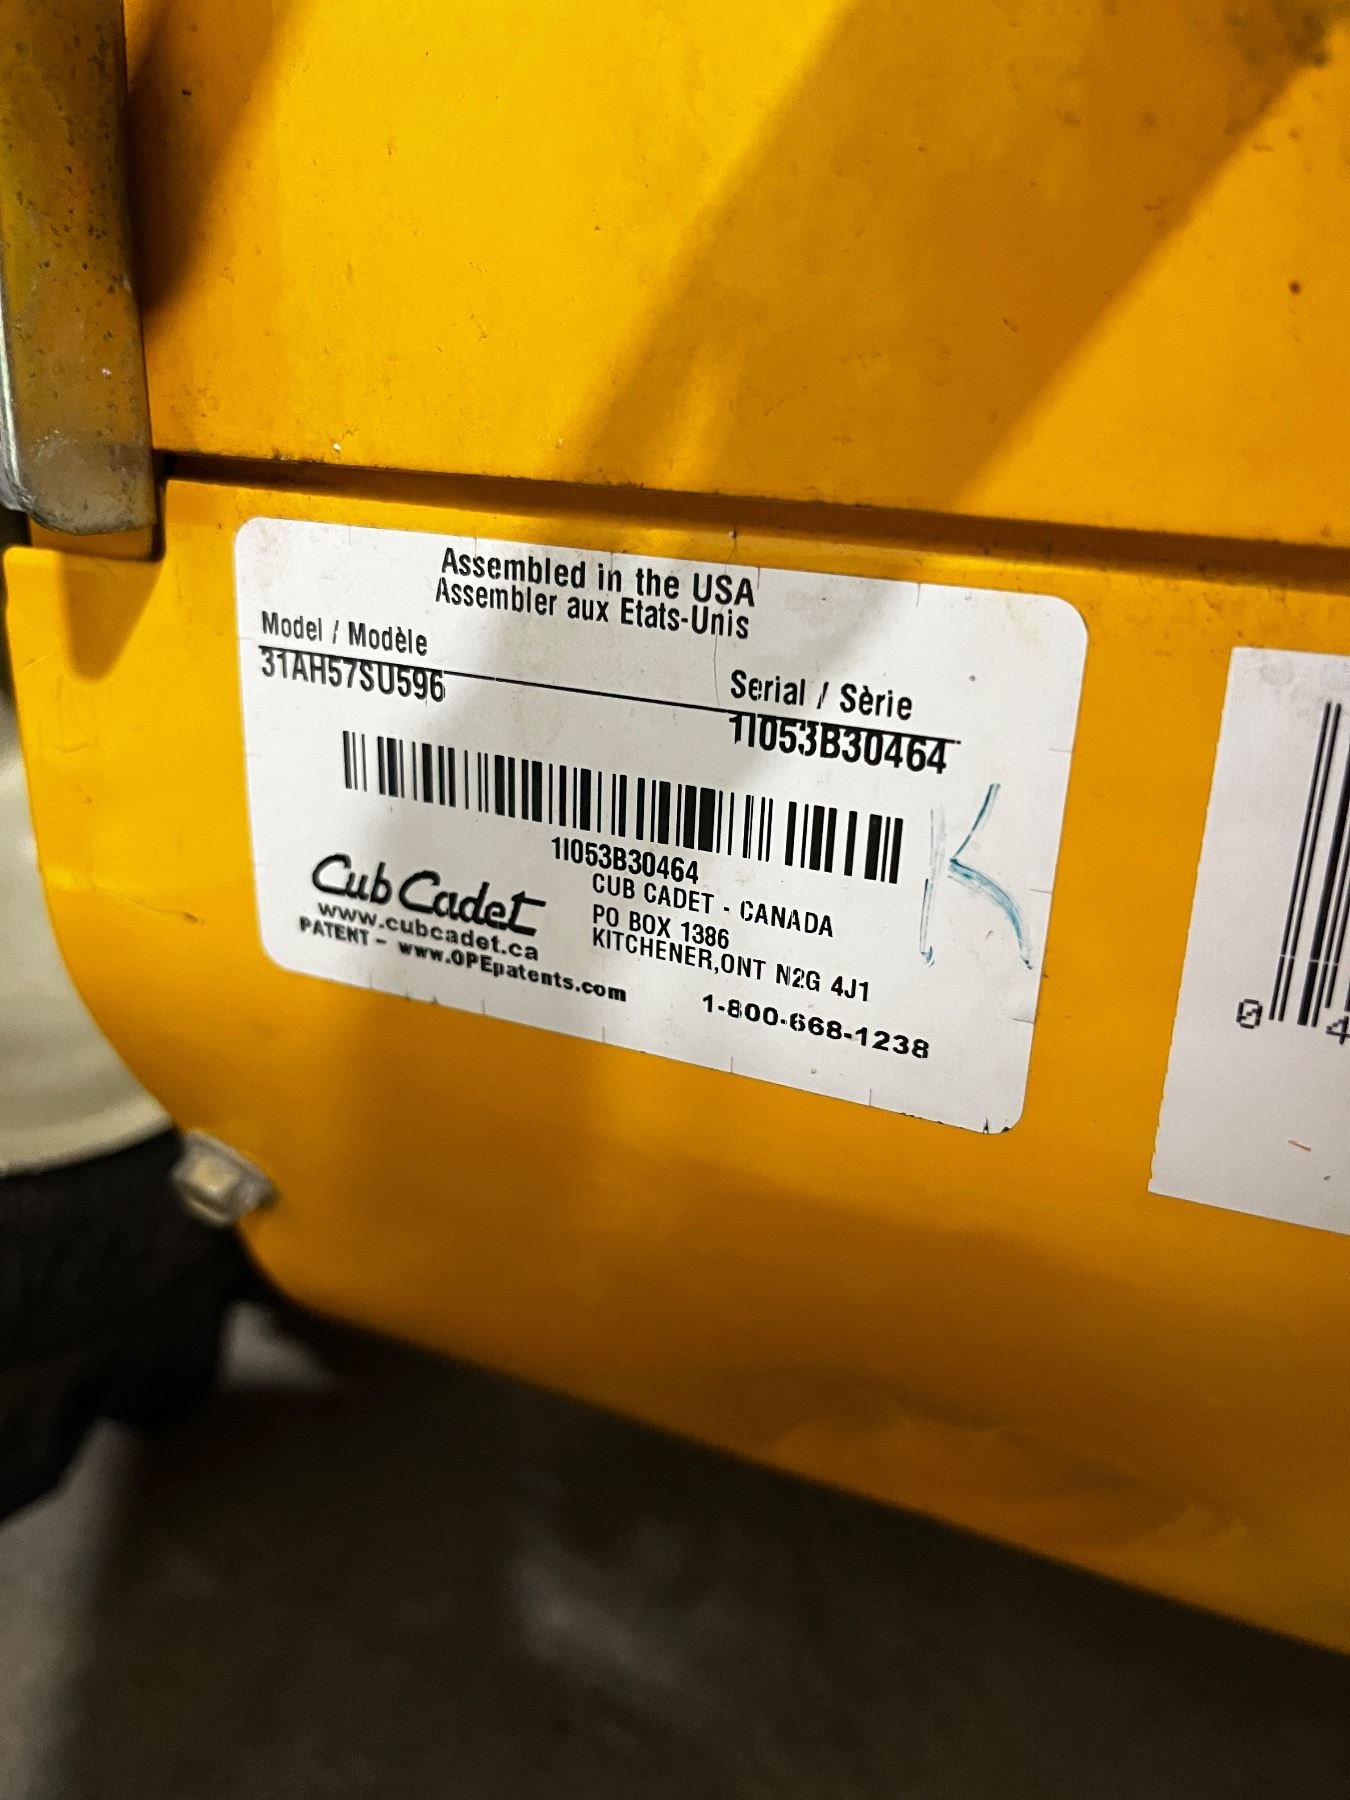 Assembled in the USA
Assembler aux Etats-Unis
Model / Modèle
31AH57SU596
Serial / Sèrie
1I053B30464
1I053B30464
Cub Cadet
www.cubcadet.ca
PATENT - www.OPEpatents.com
CUB CADET - CANADA
PO BOX 1386
KITCHENER,ONT N2G 4J1
1-800-668-1238
K
0 4